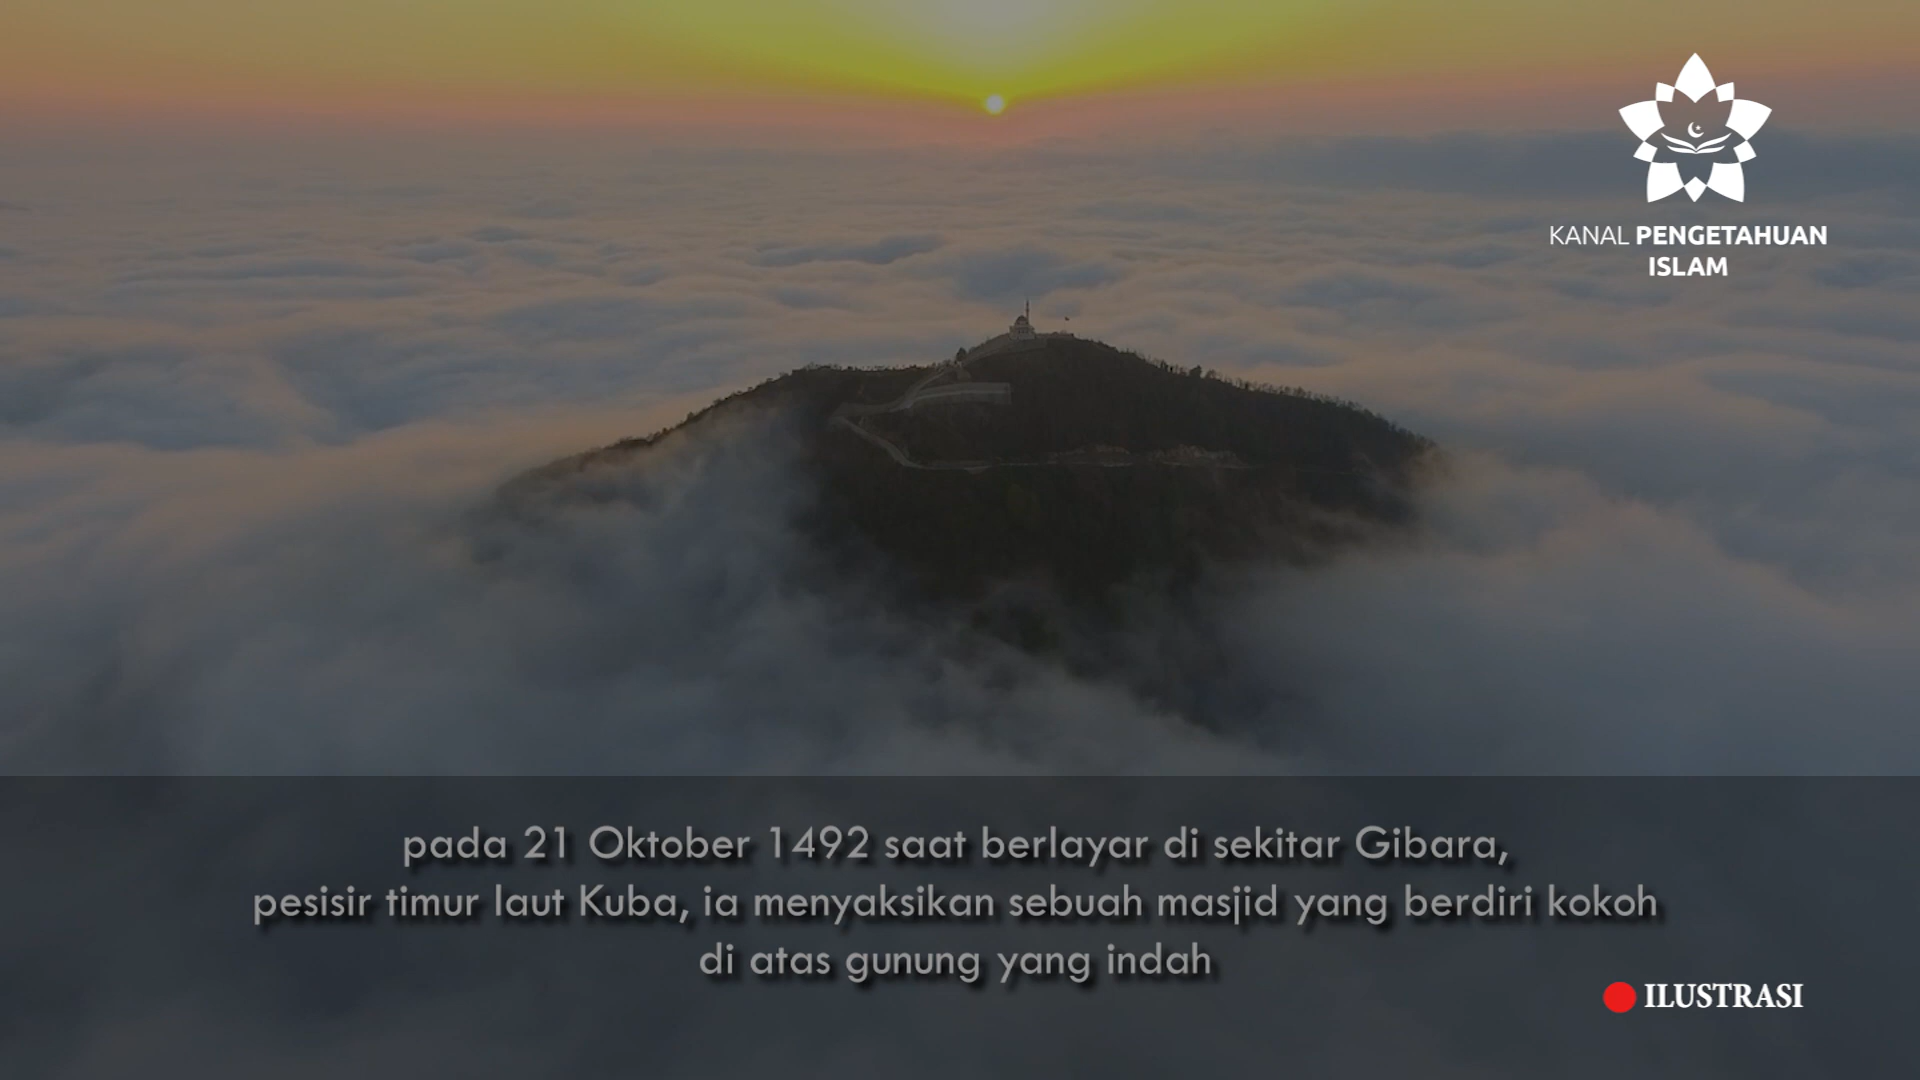 KANAL PENGETAHUAN
ISLAM
pada 21 Oktober 1492 saat berlayar di sekitar Gibara,
pesisir timur laut Kuba, ia menyaksikan sebuah masjid yang berdiri kokoh
di atas gunung yang indah
ILUSTRASI